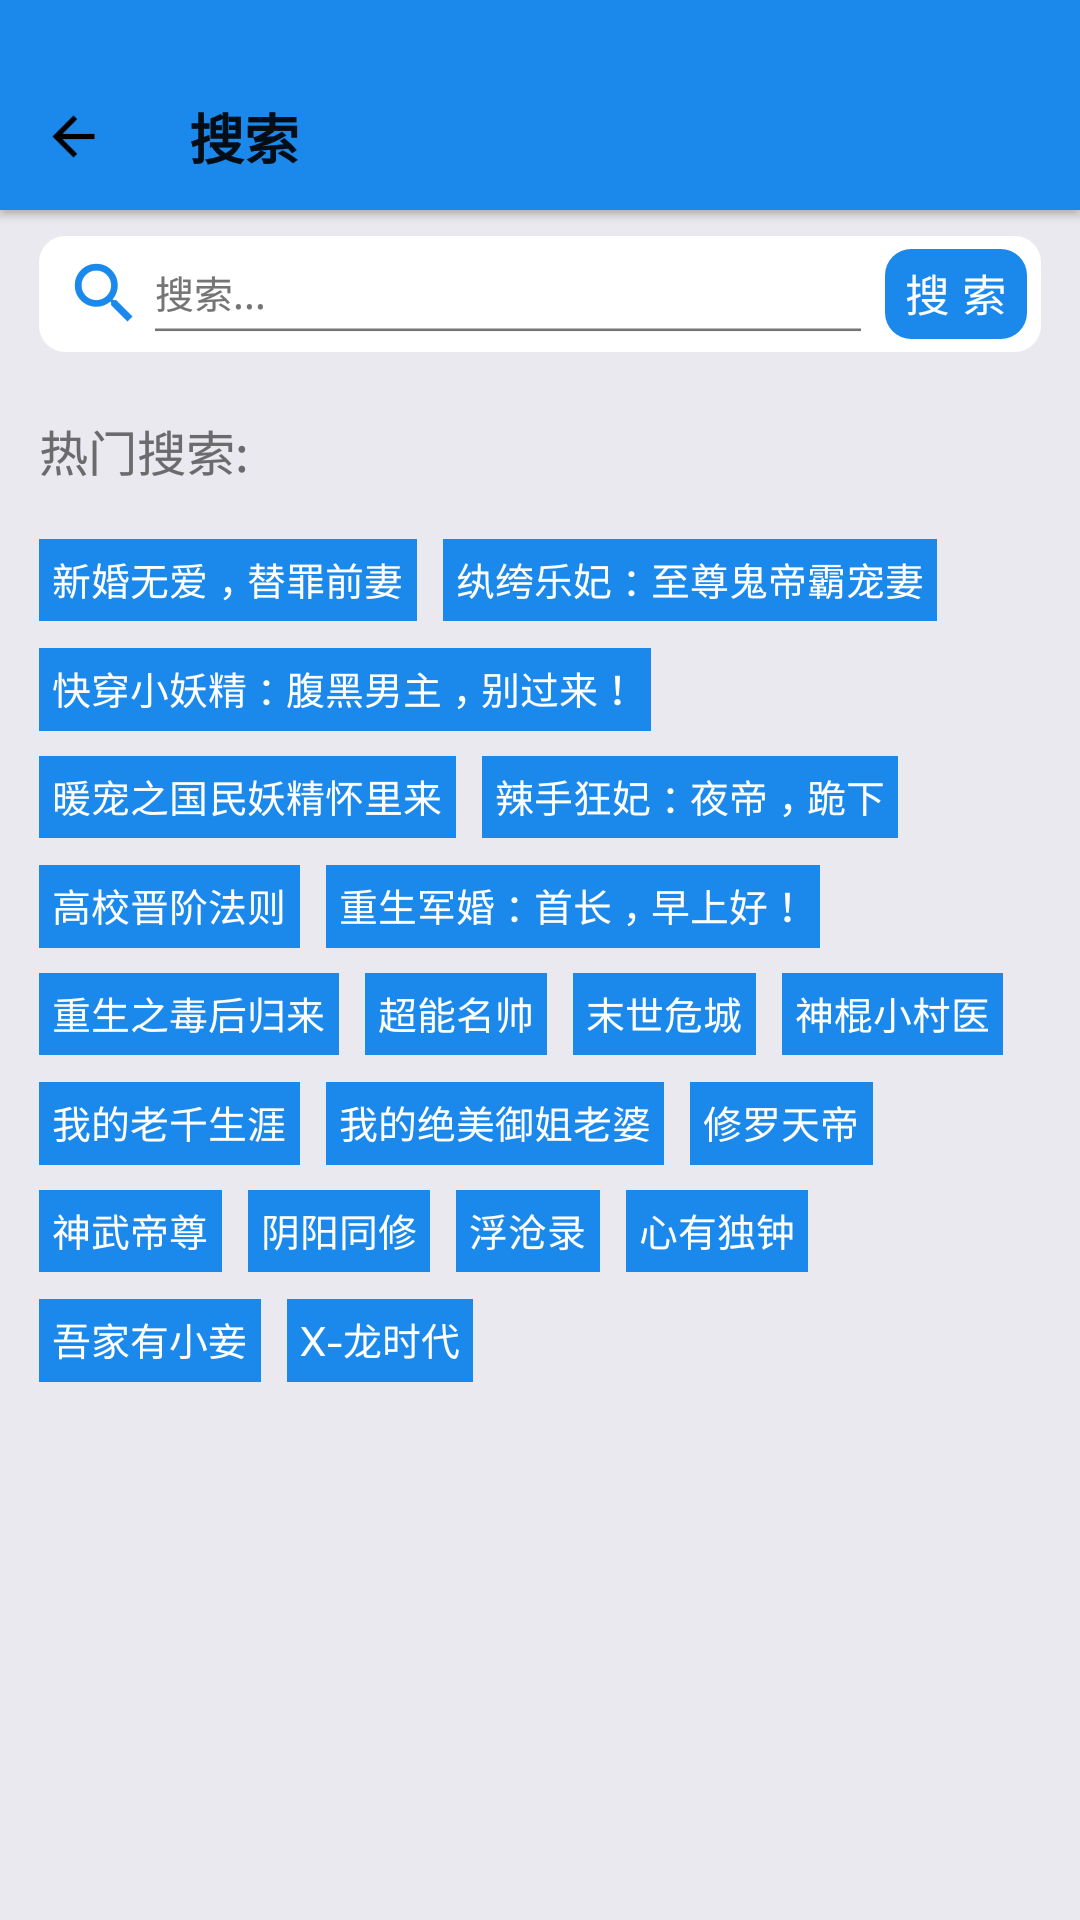 搜索
搜索...
搜 索
热门搜索:
新婚无爱，替罪前妻
纨绔乐妃：至尊鬼帝霸宠妻
快穿小妖精：腹黑男主，别过来！
暖宠之国民妖精怀里来
辣手狂妃：夜帝，跪下
高校晋阶法则
重生军婚：首长，早上好！
重生之毒后归来
超能名帅
末世危城
神棍小村医
我的老千生涯
我的绝美御姐老婆
修罗天帝
神武帝尊
阴阳同修
浮沧录
心有独钟
吾家有小妾
X-龙时代